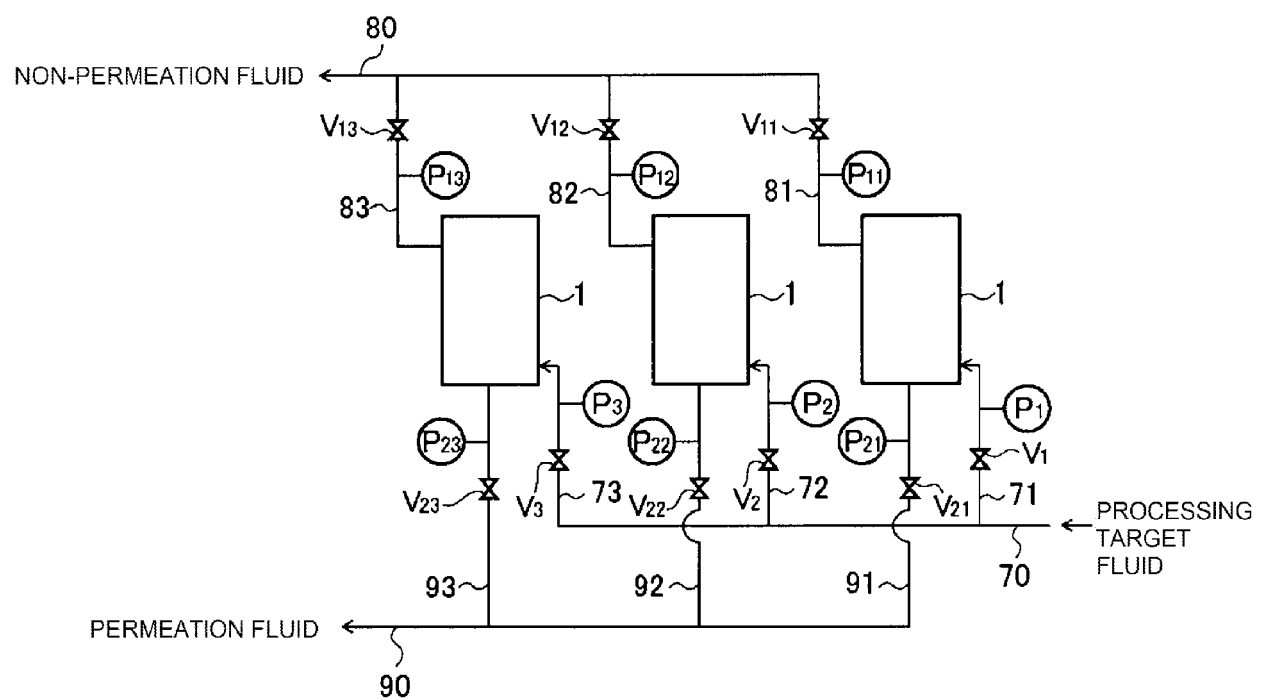 80
NON-PERMEATION FLUID
V13
V12
V11
P13
P12
P11
83
82
81
1
1
1
P3
P2
P1
P23
P22
P21
V1
V23
V3
73
V22
V2
72
V21
71
PROCESSING
TARGET
FLUID
70
93
92
91
PERMEATION FLUID
90